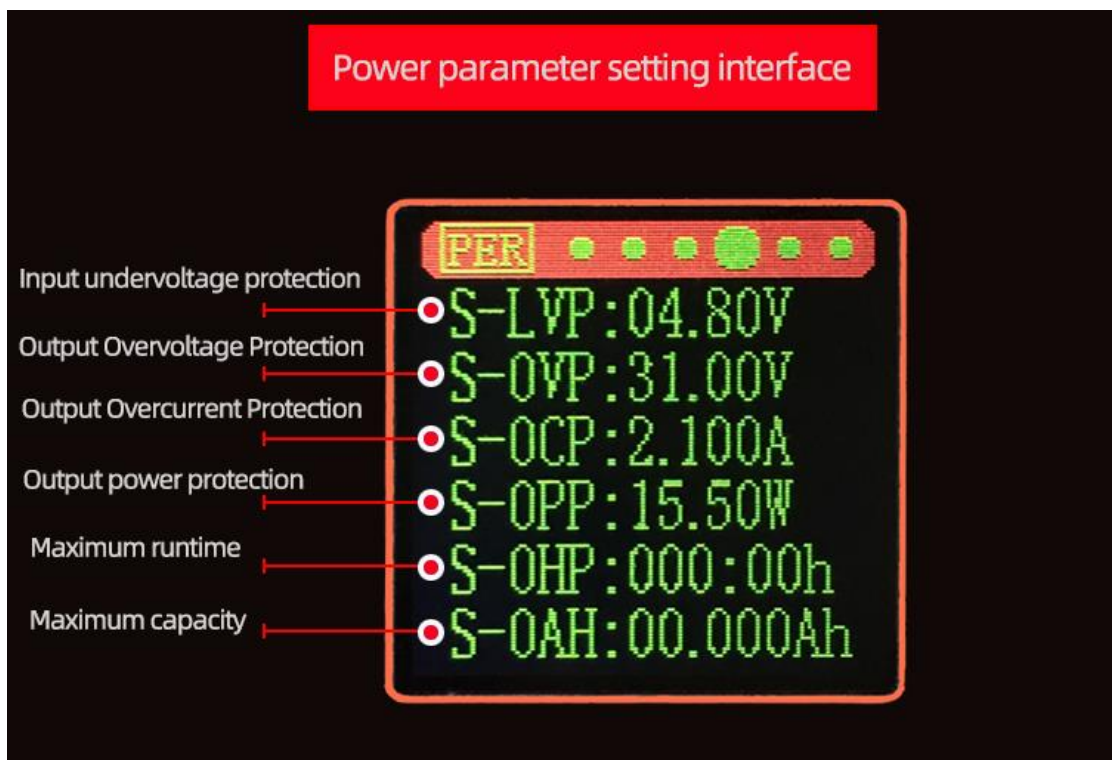 Power parameter setting interface
PER
Input undervoltage protection
S-LVP:04.80V
Output Overvoltage Protection
S-OVP:31.00V
Output Overcurrent Protection
S-OCP:2.100A
Output power protection
S-OPP:15.50W
Maximum runtime
S-OHP:000:00h
Maximum capacity
S-OAH:00.000Ah